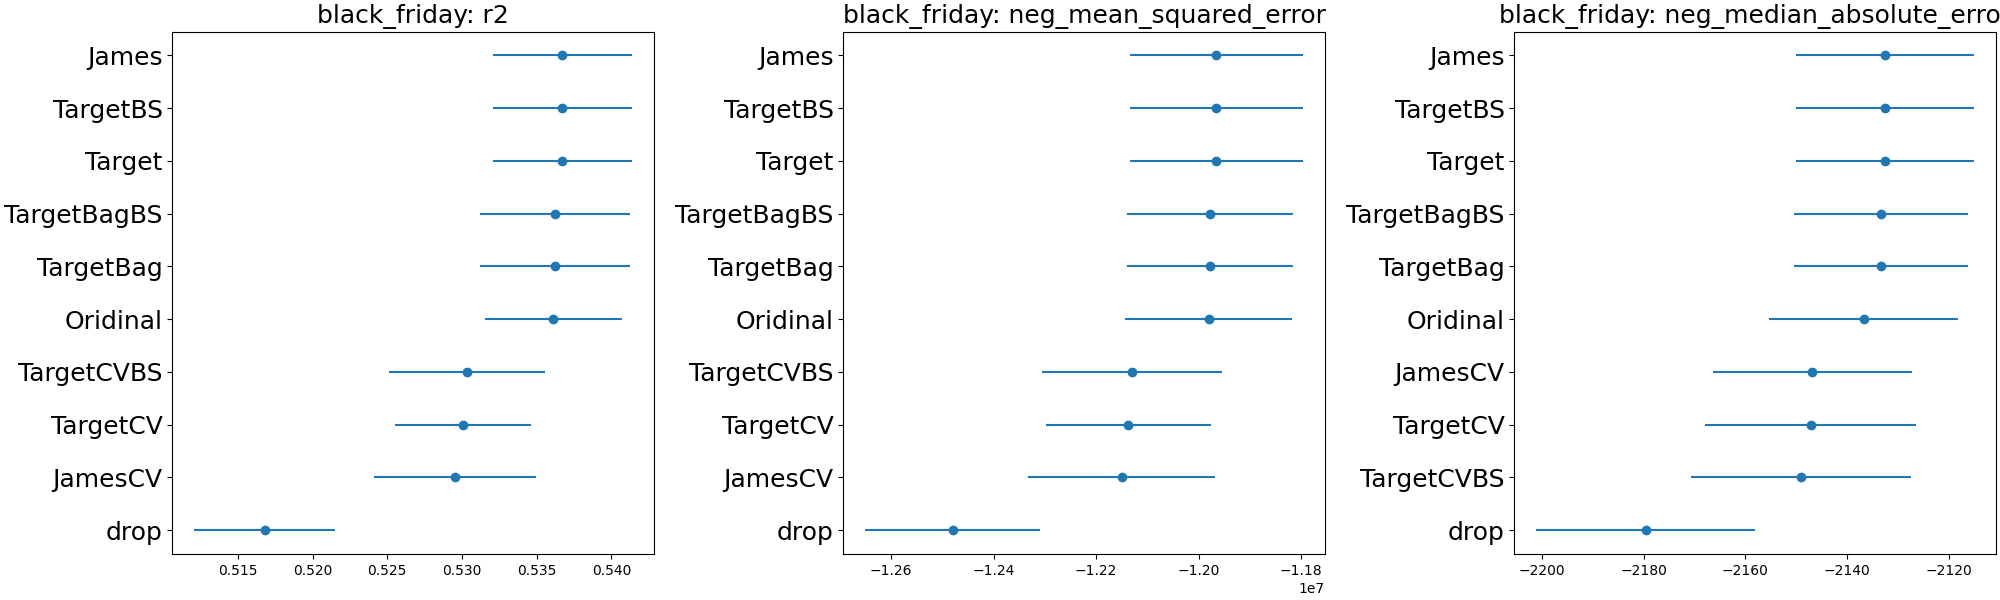 black_friday: r2
James
TargetBS
Target
TargetBagBS
TargetBag
Oridinal
TargetCVBS
TargetCV
JamesCV
drop
0.515 0.520 0.525 0.530 0.535 0.540
black_friday: neg_mean_squared_error
James
TargetBS
Target
TargetBagBS
TargetBag
Oridinal
TargetCVBS
TargetCV
JamesCV
drop
−1.26 −1.24 −1.22 −1.20 −1.18
1e7
black_friday: neg_median_absolute_erro
James
TargetBS
Target
TargetBagBS
TargetBag
Oridinal
JamesCV
TargetCV
TargetCVBS
drop
−2200 −2180 −2160 −2140 −2120